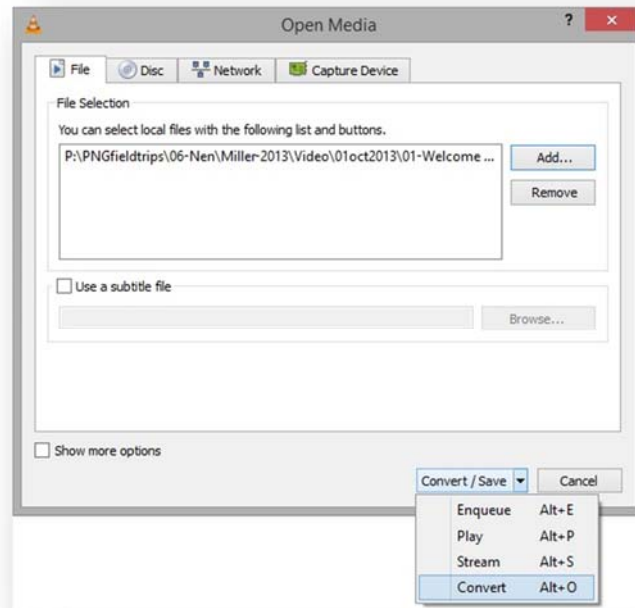 Open Media
?
File
Disc
Network
Capture Device
File Selection
You can select local files with the following list and buttons.
P:\PNGfieldtrips\06-Nen\Miller-2013\Video\01oct2013\01-Welcome ...
Add...
Remove
Use a subtitle file
Browse...
Show more options
Convert / Save
Cancel
Enqueue Alt+E
Play Alt+P
Stream Alt+S
Convert Alt+O